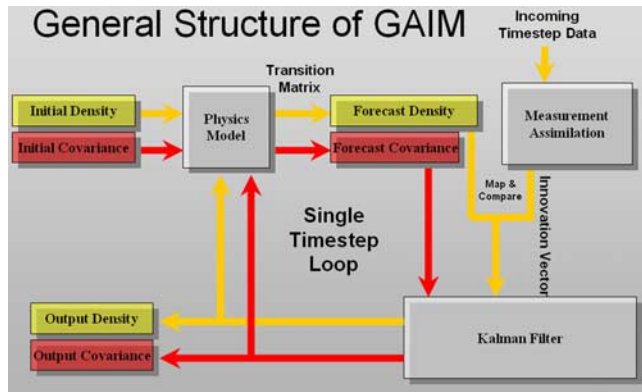 General Structure of GAIM
Incoming
Timestep Data
Transition
Matrix
Initial Density
Initial Covariance
Physics
Model
Forecast Density
Forecast Covariance
Measurement
Assimilation
Map &
Compare
Innovation Vector
Single
Timestep
Loop
Output Density
Output Covariance
Kalman Filter